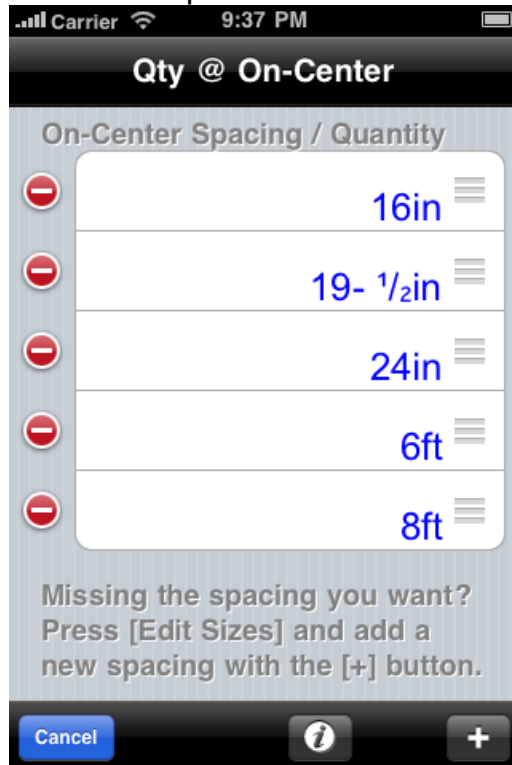 Carrier 9:37 PM
Qty @ On-Center
On-Center Spacing / Quantity
16in
19- ¹/₂in
24in
6ft
8ft
Missing the spacing you want?
Press [Edit Sizes] and add a
new spacing with the [+] button.
Cancel i +